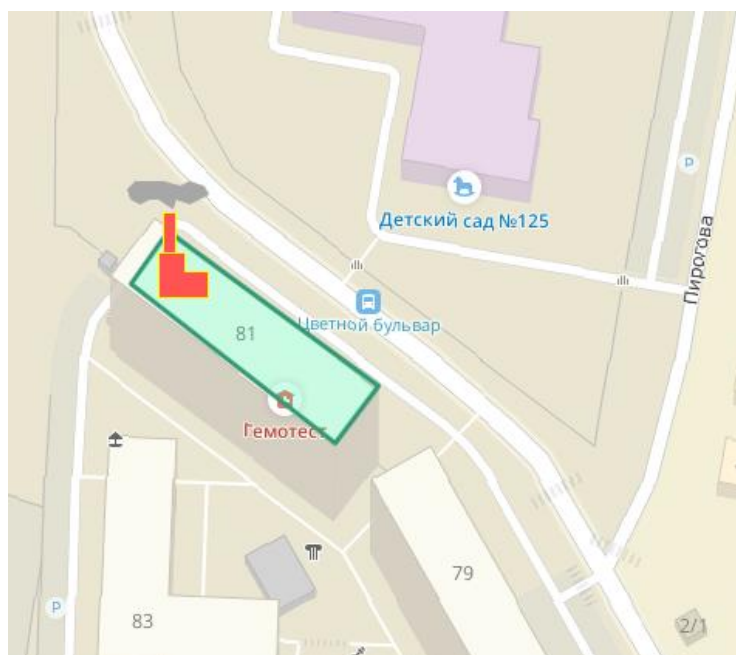 P
Детский сад №125
Пирогова
Цветной бульвар
81
Гемотест
79
P
83
2/1